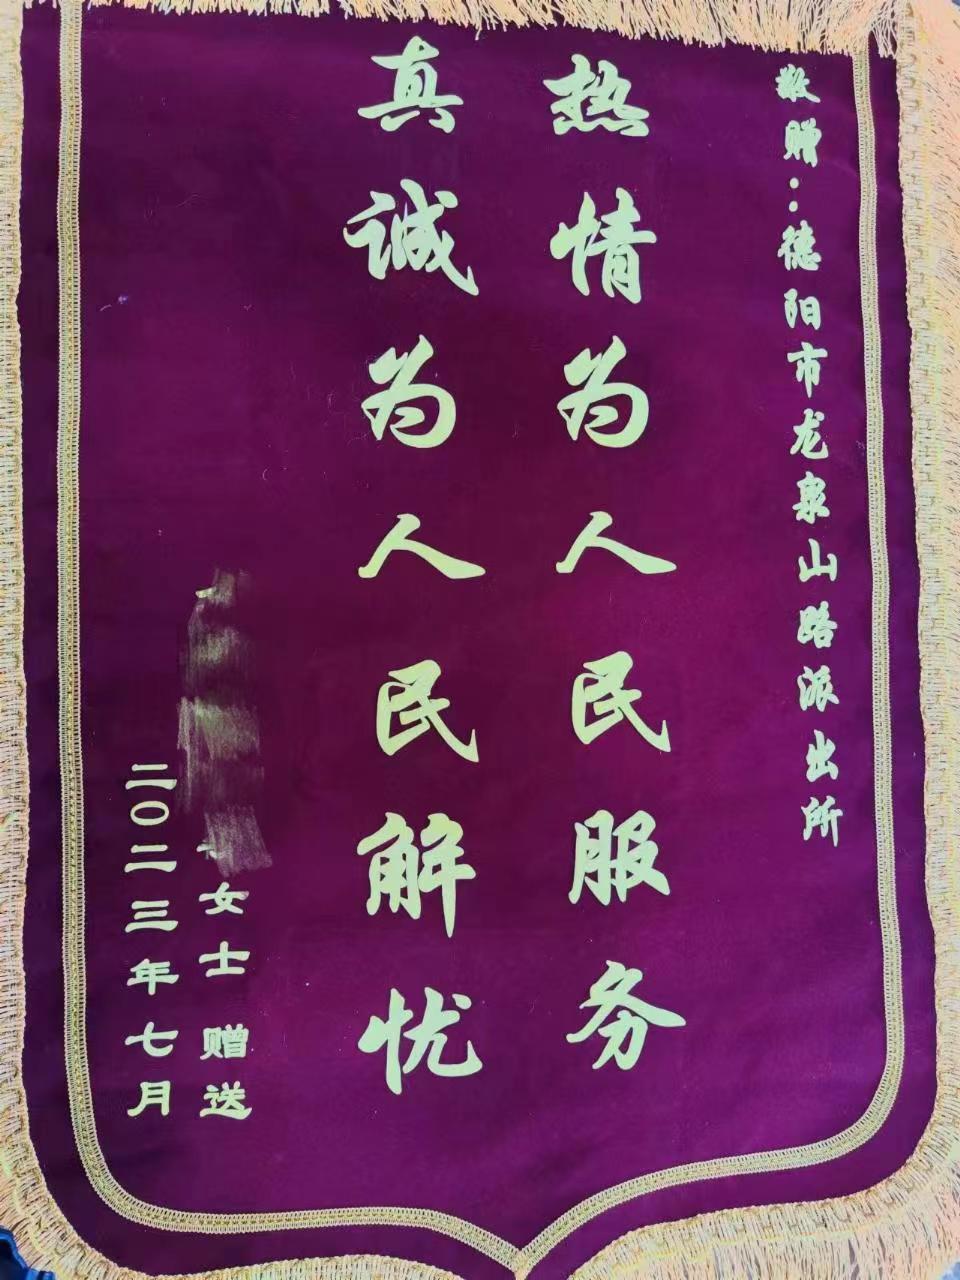 敬赠:德阳市龙泉山路派出所
热情为人民服务
真诚为人民解忧
女士 赠送
二〇二三年七月